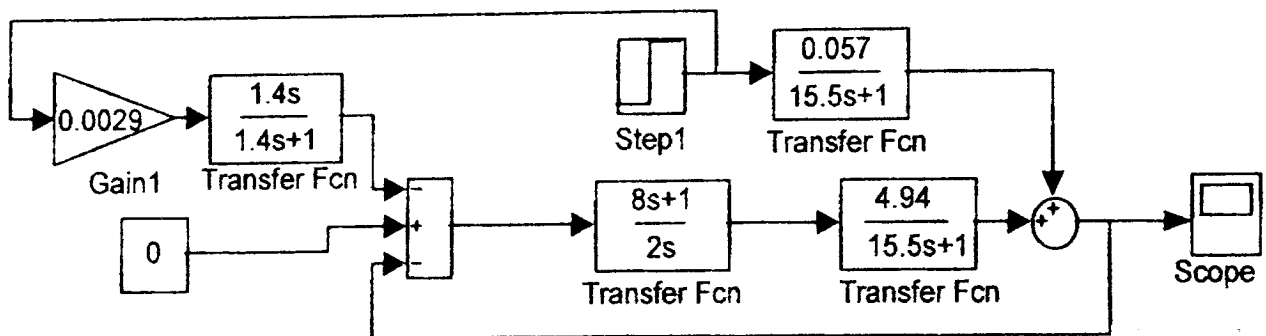 0.0029
Gain1
1.4s
1.4s+1
Transfer Fcn
Step1
0.057
15.5s+1
Transfer Fcn
0
−
+
−
8s+1
2s
Transfer Fcn
4.94
15.5s+1
Transfer Fcn
+
+
Scope